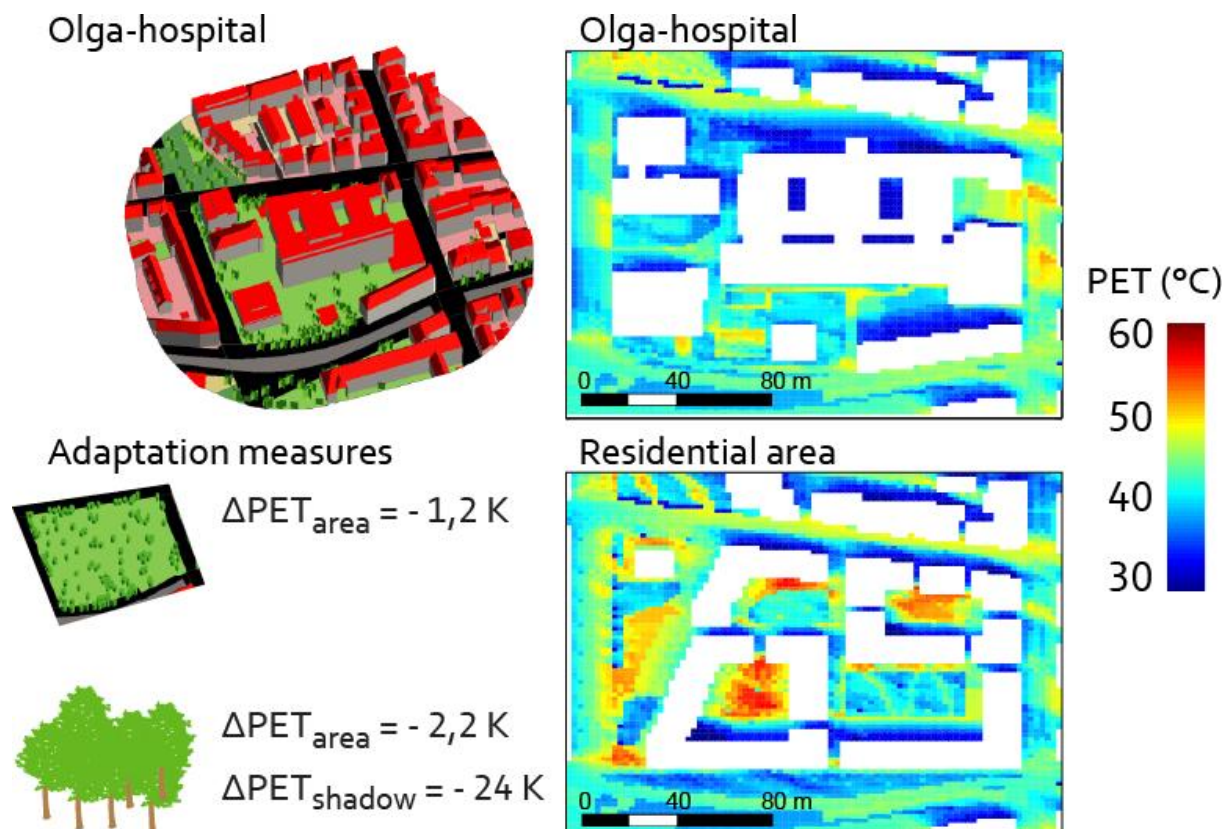 Olga-hospital
Olga-hospital
0 40 80 m
PET (°C)
60
50
40
30
Adaptation measures
ΔPETarea = - 1,2 K
ΔPETarea = - 2,2 K
ΔPETshadow = - 24 K
Residential area
0 40 80 m